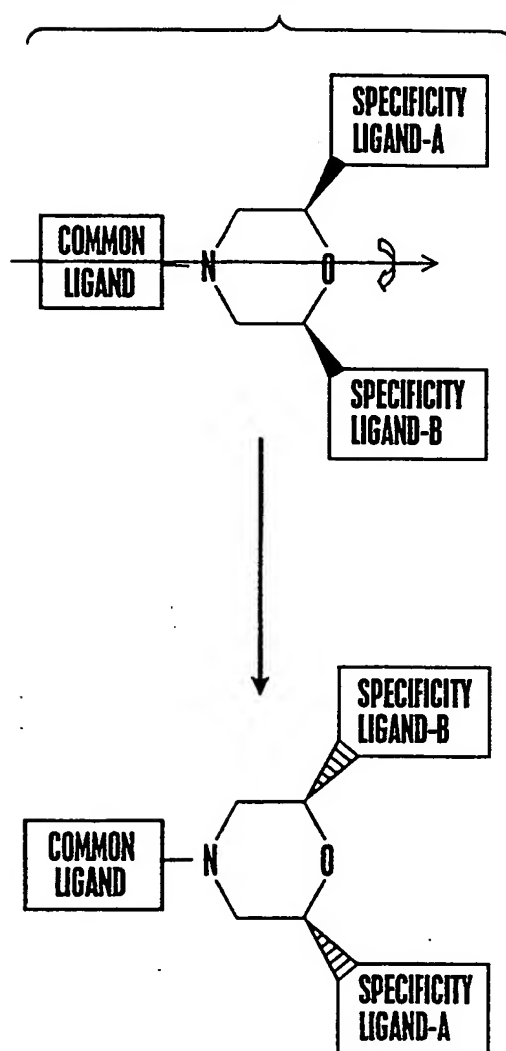 SPECIFICITY
LIGAND-A
COMMON
LIGAND
N
O
SPECIFICITY
LIGAND-B
SPECIFICITY
LIGAND-B
COMMON
LIGAND
N
O
SPECIFICITY
LIGAND-A